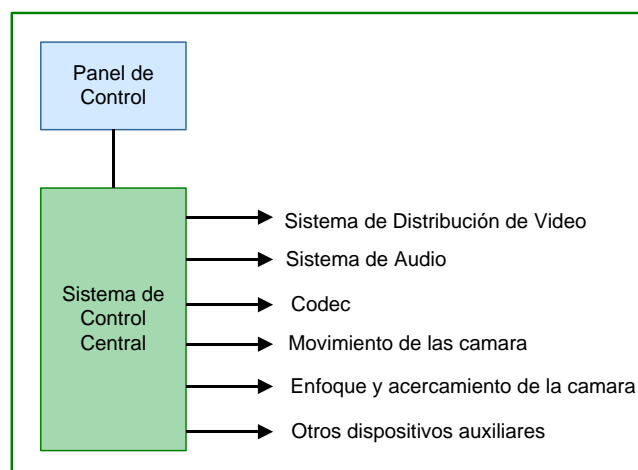 Panel de
Control
Sistema de
Control
Central
Sistema de Distribución de Video
Sistema de Audio
Codec
Movimiento de las camara
Enfoque y acercamiento de la camara
Otros dispositivos auxiliares